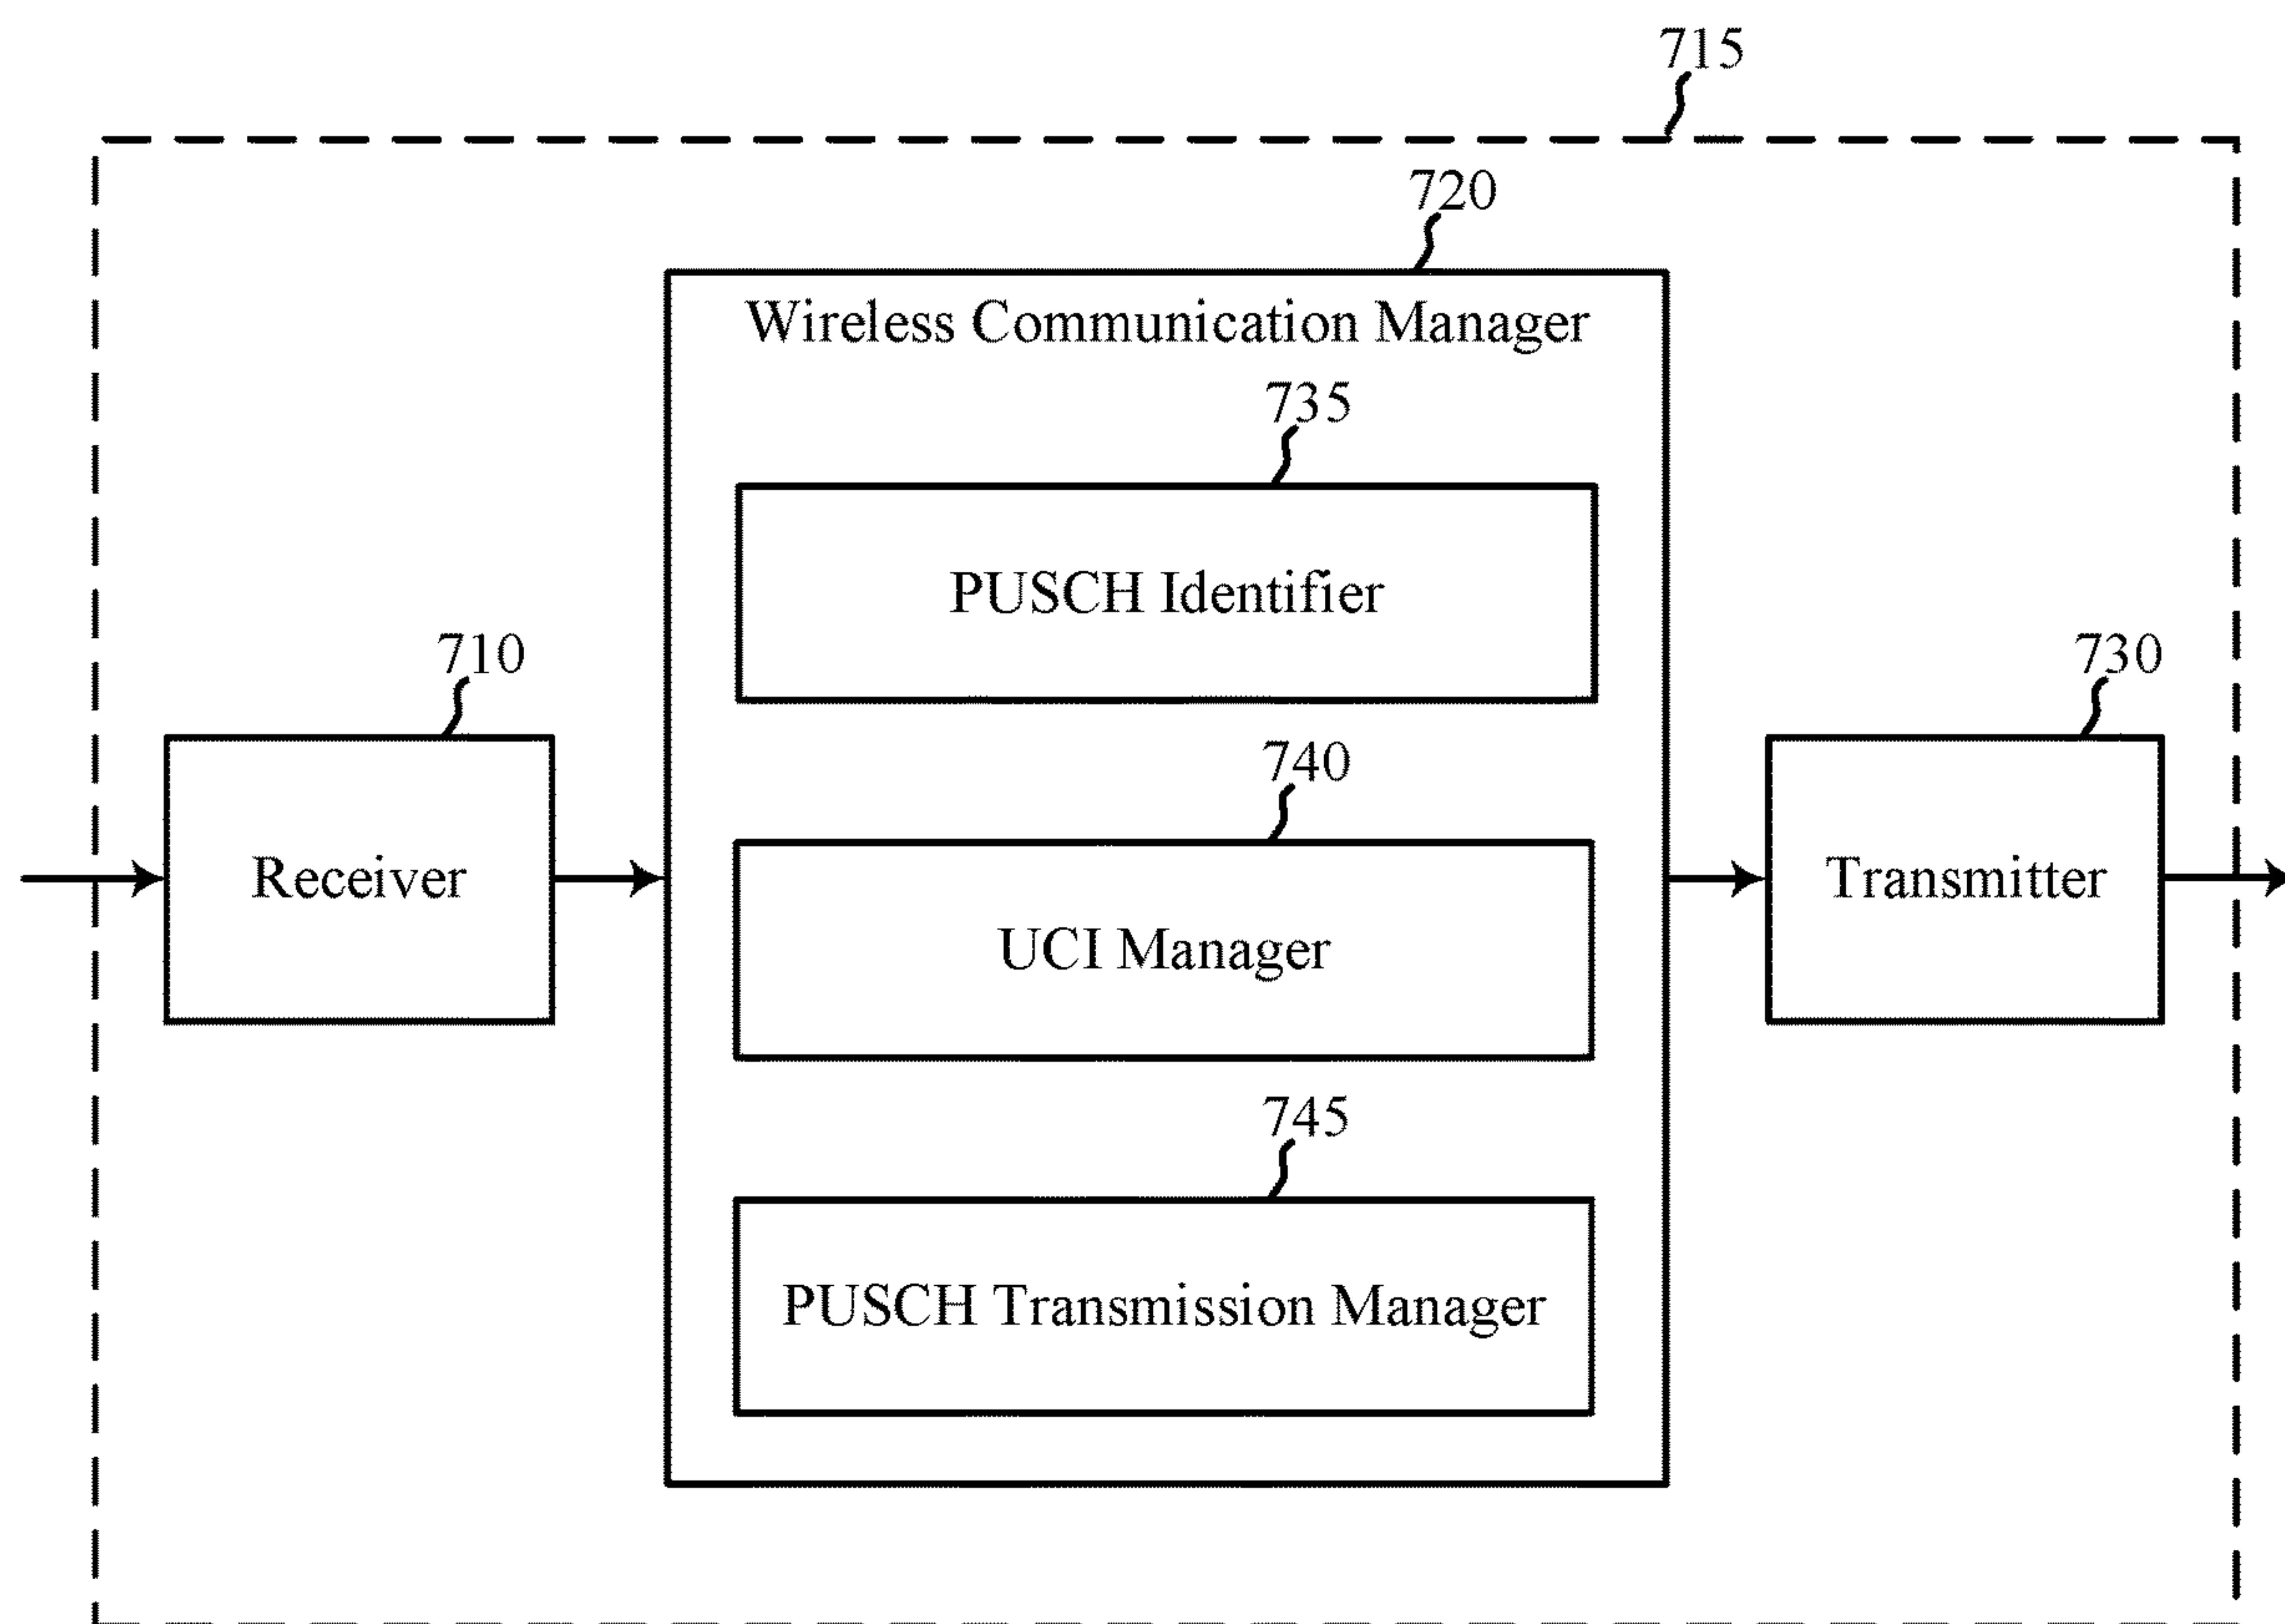 715
720
Wireless Communication Manager
735
PUSCH Identifier
710
Receiver
740
UCI Manager
730
Transmitter
745
PUSCH Transmission Manager